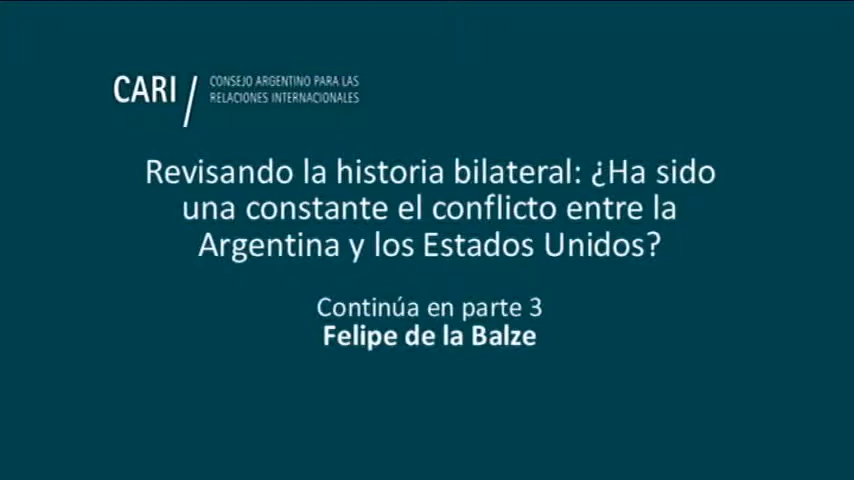 CARI
CONSEJO ARGENTINO PARA LAS
RELACIONES INTERNACIONALES
Revisando la historia bilateral: ¿Ha sido
una constante el conflicto entre la
Argentina y los Estados Unidos?
Continúa en parte 3
Felipe de la Balze